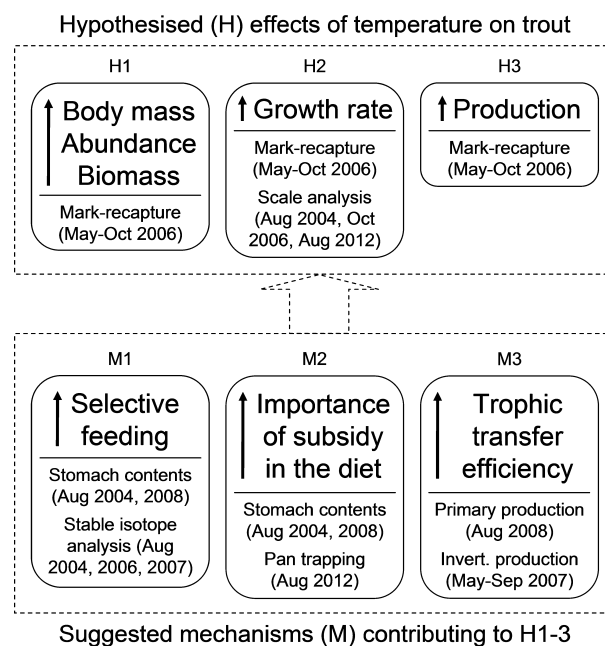 Hypothesised (H) effects of temperature on trout
H1
Body mass
Abundance
Biomass
Mark-recapture
(May-Oct 2006)
H2
Growth rate
Mark-recapture
(May-Oct 2006)
Scale analysis
(Aug 2004, Oct
2006, Aug 2012)
H3
Production
Mark-recapture
(May-Oct 2006)
M1
Selective
feeding
Stomach contents
(Aug 2004, 2008)
Stable isotope
analysis (Aug
2004, 2006, 2007)
M2
Importance
of subsidy
in the diet
Stomach contents
(Aug 2004, 2008)
Pan trapping
(Aug 2012)
M3
Trophic
transfer
efficiency
Primary production
(Aug 2008)
Invert. production
(May-Sep 2007)
Suggested mechanisms (M) contributing to H1-3